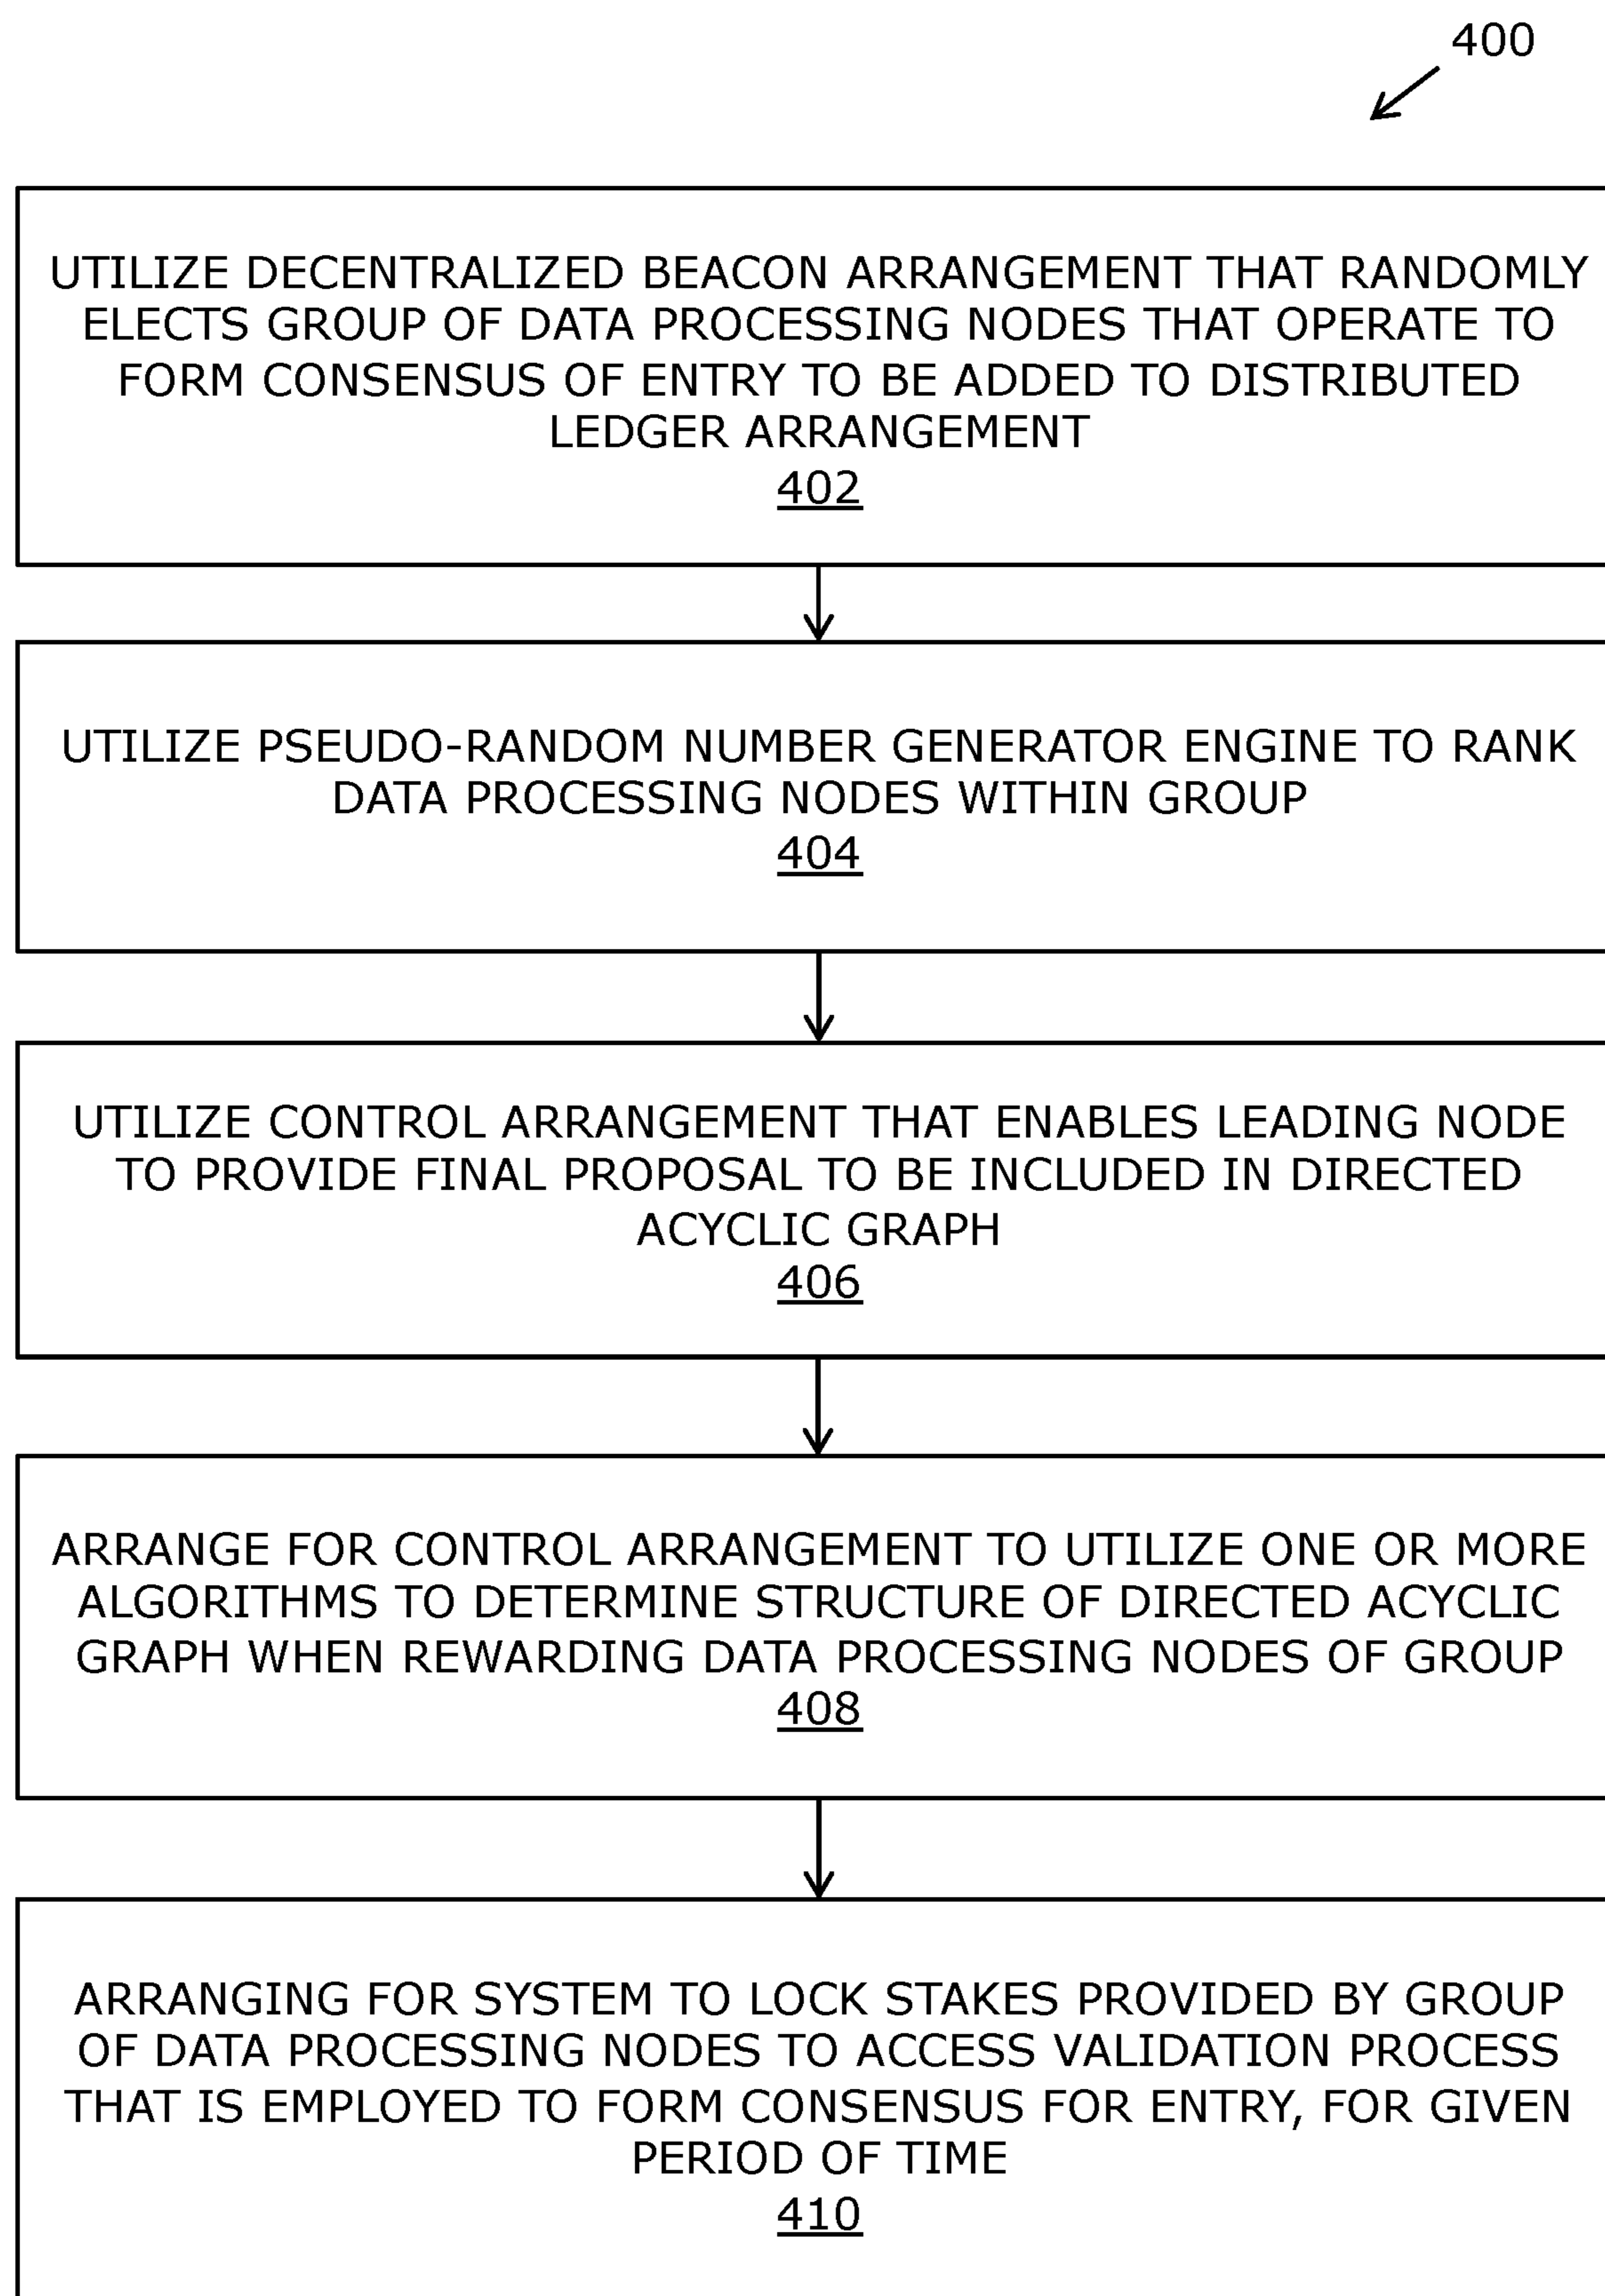 400
UTILIZE DECENTRALIZED BEACON ARRANGEMENT THAT RANDOMLY
ELECTS GROUP OF DATA PROCESSING NODES THAT OPERATE TO
FORM CONSENSUS OF ENTRY TO BE ADDED TO DISTRIBUTED
LEDGER ARRANGEMENT
402
UTILIZE PSEUDO-RANDOM NUMBER GENERATOR ENGINE TO RANK
DATA PROCESSING NODES WITHIN GROUP
404
UTILIZE CONTROL ARRANGEMENT THAT ENABLES LEADING NODE
TO PROVIDE FINAL PROPOSAL TO BE INCLUDED IN DIRECTED
ACYCLIC GRAPH
406
ARRANGE FOR CONTROL ARRANGEMENT TO UTILIZE ONE OR MORE
ALGORITHMS TO DETERMINE STRUCTURE OF DIRECTED ACYCLIC
GRAPH WHEN REWARDING DATA PROCESSING NODES OF GROUP
408
ARRANGING FOR SYSTEM TO LOCK STAKES PROVIDED BY GROUP
OF DATA PROCESSING NODES TO ACCESS VALIDATION PROCESS
THAT IS EMPLOYED TO FORM CONSENSUS FOR ENTRY, FOR GIVEN
PERIOD OF TIME
410